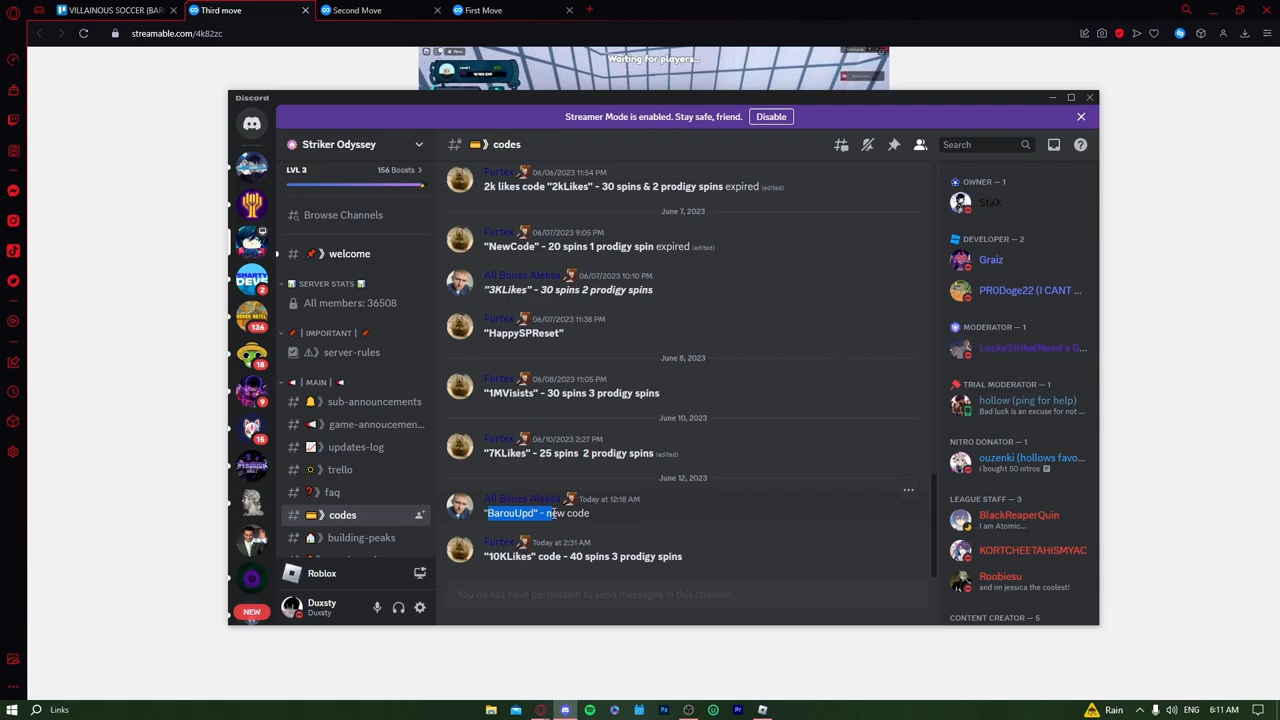 VILLAINOUS SOCCER (BAR
Third move
Second Move
First Move
streamable.com/4k82zc
Waiting for players...
Discord
Streamer Mode is enabled. Stay safe, friend.
Disable
Striker Odyssey
codes
Search
LVL 3
156 Boosts
Browse Channels
welcome
SERVER STATS
All members: 36508
| IMPORTANT |
server-rules
| MAIN |
sub-announcements
game-annoucemen...
updates-log
trello
faq
codes
building-peaks
Roblox
Duxsty
Duxsty
NEW
2
136
18
9
15
Furtex 06/06/2023 11:54 PM
2k likes code "2kLikes" - 30 spins & 2 prodigy spins expired (edited)
June 7, 2023
Furtex 06/07/2023 9:05 PM
"NewCode" - 20 spins 1 prodigy spin expired (edited)
All Bones Aleksa 06/07/2023 10:10 PM
"3KLikes" - 30 spins 2 prodigy spins
Furtex 06/07/2023 11:38 PM
"HappySPReset"
June 8, 2023
Furtex 06/08/2023 11:05 PM
"1MVisists" - 30 spins 3 prodigy spins
June 10, 2023
Furtex 06/10/2023 2:27 PM
"7KLikes" - 25 spins 2 prodigy spins (edited)
June 12, 2023
All Bones Aleksa Today at 12:18 AM
"BarouUpd" - new code
Furtex Today at 2:31 AM
"10KLikes" code - 40 spins 3 prodigy spins
You do not have permission to send messages in this channel.
OWNER — 1
StaX
DEVELOPER — 2
Graiz
PR0Doge22 (I CANT ...
MODERATOR — 1
LuckyStrike(Need a G...
TRIAL MODERATOR — 1
hollow (ping for help)
Bad luck is an excuse for not ...
NITRO DONATOR — 1
ouzenki (hollows favo...
i bought 50 nitros
LEAGUE STAFF — 3
BlackReaperQuin
I am Atomic...
KORTCHEETAHISMYAC
Roobiesu
and im jessica the coolest!
CONTENT CREATOR — 5
Links
Rain
6:11 AM